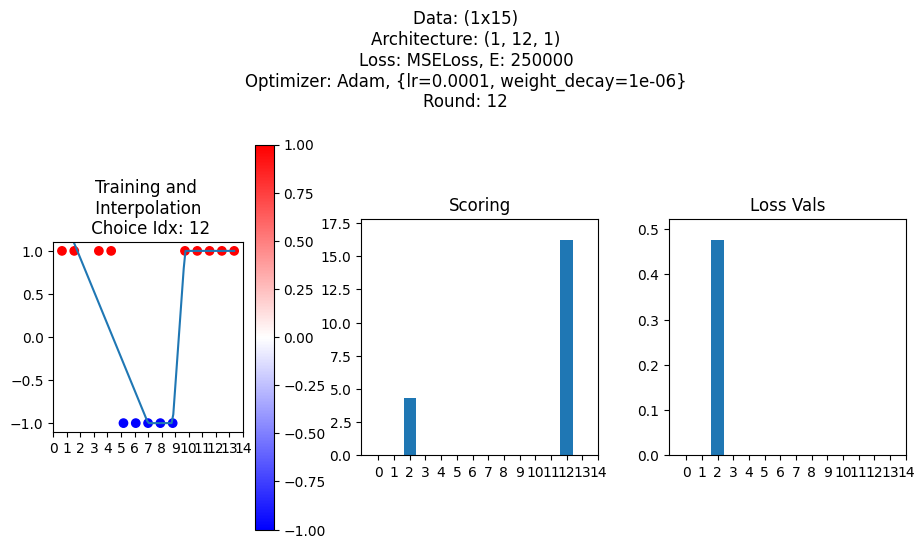 Data: (1x15)
Architecture: (1, 12, 1)
Loss: MSELoss, E: 250000
Optimizer: Adam, {lr=0.0001, weight_decay=1e-06}
Round: 12
Training and
Interpolation
Choice Idx: 12
1.0
0.5
0.0
−0.5
−1.0
0 1 2 3 4 5 6 7 8 9 10 11 12 13 14
1.00
0.75
0.50
0.25
0.00
−0.25
−0.50
−0.75
−1.00
Scoring
17.5
15.0
12.5
10.0
7.5
5.0
2.5
0.0
0 1 2 3 4 5 6 7 8 9 10 11 12 13 14
Loss Vals
0.5
0.4
0.3
0.2
0.1
0.0
0 1 2 3 4 5 6 7 8 9 10 11 12 13 14